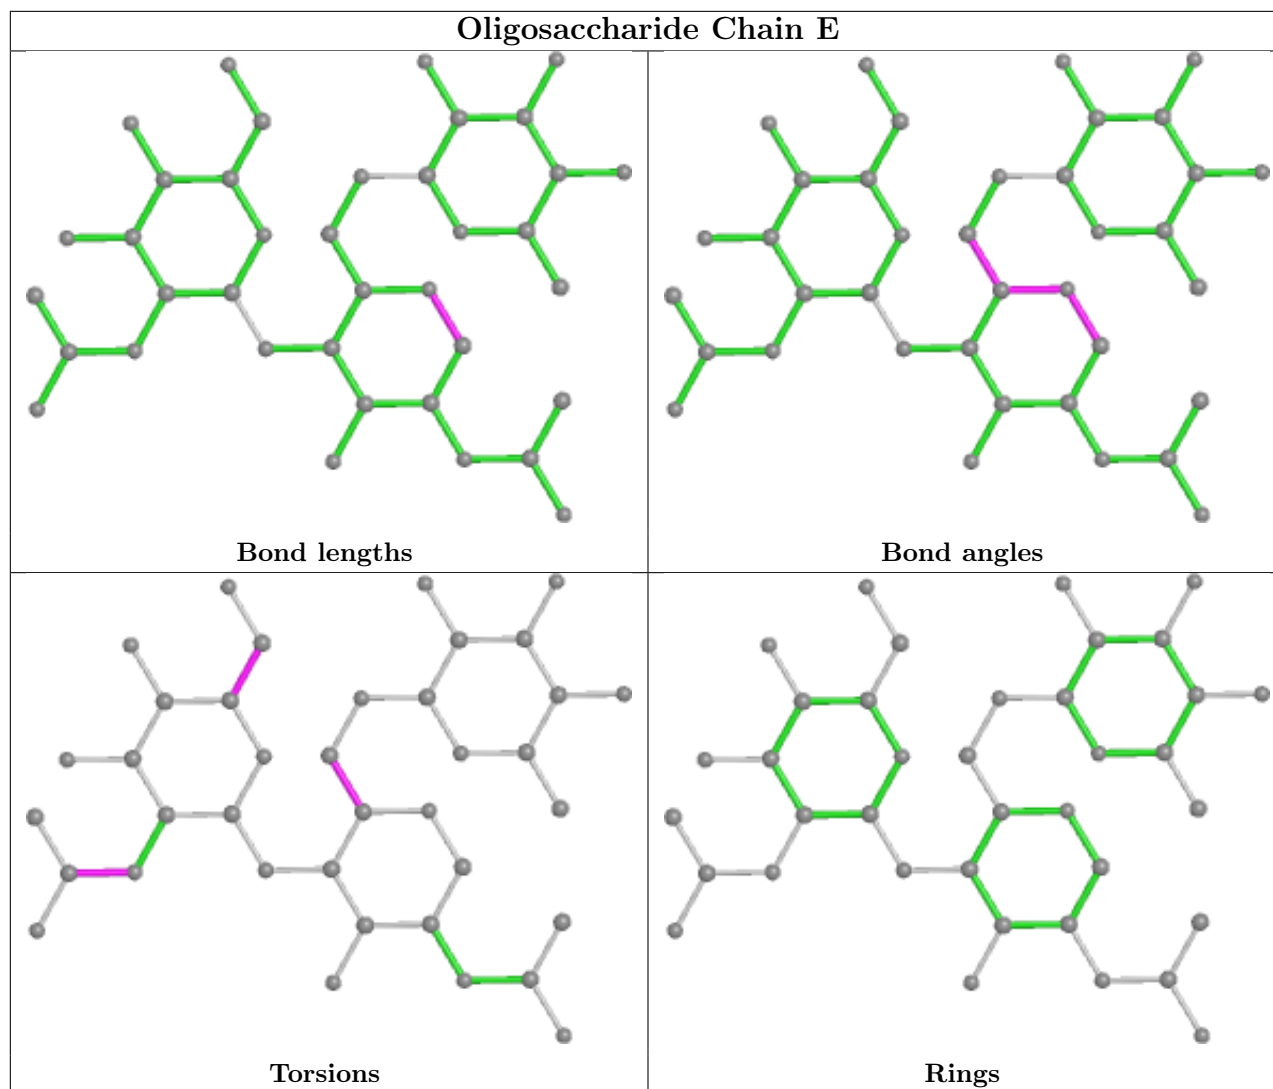 Oligosaccharide Chain E
Bond lengths
Bond angles
Torsions
Rings